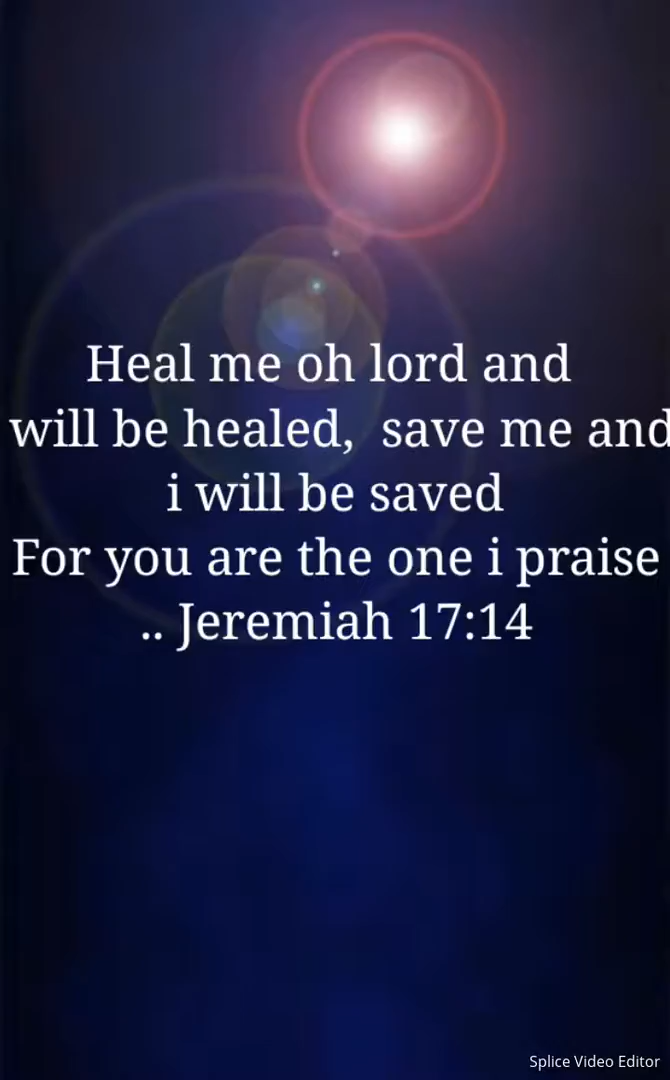 Heal me oh lord and
will be healed,  save me and
i will be saved
For you are the one i praise
.. Jeremiah 17:14
Splice Video Editor